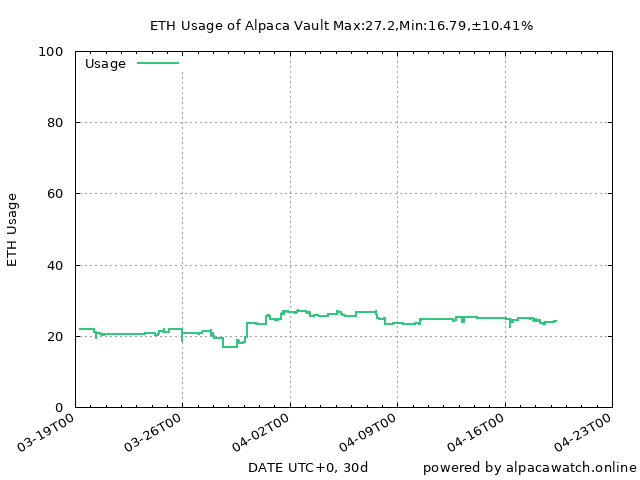 ETH Usage of Alpaca Vault Max:27.2,Min:16.79,±10.41%
Usage
ETH Usage
100
80
60
40
20
0
03-19T00
03-26T00
04-02T00
04-09T00
04-16T00
04-23T00
DATE UTC+0, 30d
powered by alpacawatch.online